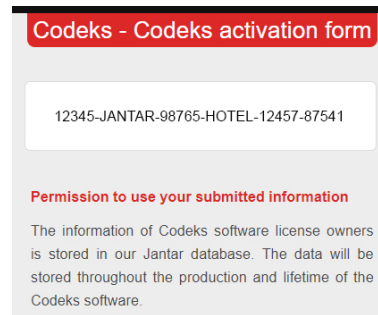 Codeks - Codeks activation form
12345-JANTAR-98765-HOTEL-12457-87541
Permission to use your submitted information
The information of Codeks software license owners
is stored in our Jantar database. The data will be
stored throughout the production and lifetime of the
Codeks software.